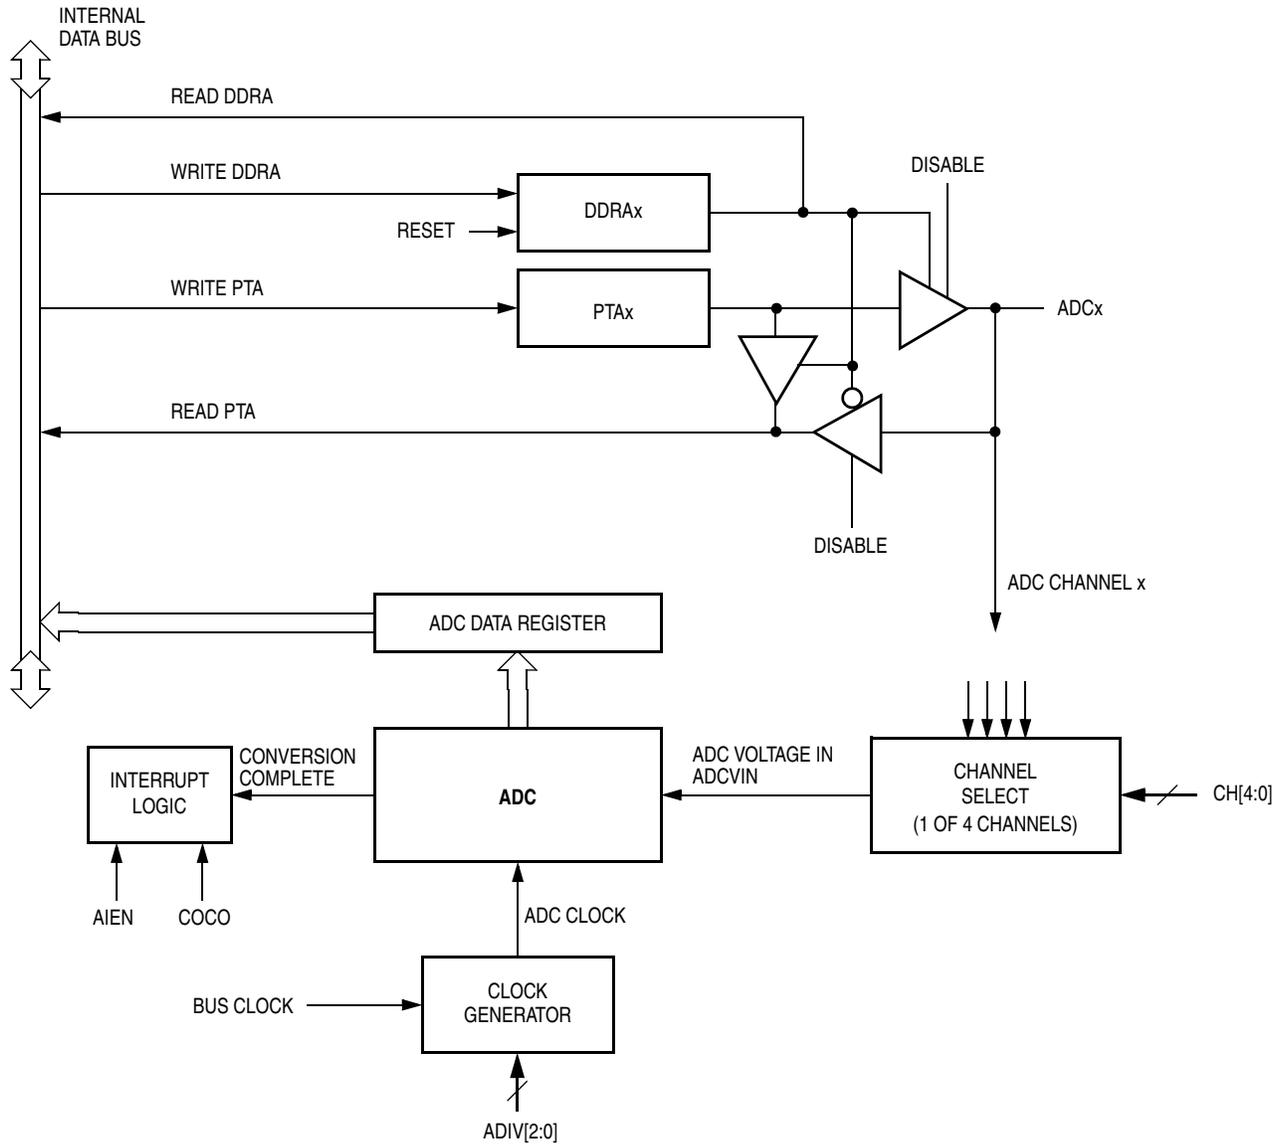 INTERNAL
DATA BUS
READ DDRA
WRITE DDRA
DISABLE
DDRAx
RESET
WRITE PTA
PTAx
ADCx
READ PTA
DISABLE
ADC CHANNEL x
ADC DATA REGISTER
INTERRUPT
LOGIC
CONVERSION
COMPLETE
ADC
ADC VOLTAGE IN
ADCVIN
CHANNEL
SELECT
(1 OF 4 CHANNELS)
CH[4:0]
AIEN
COCO
ADC CLOCK
BUS CLOCK
CLOCK
GENERATOR
ADIV[2:0]